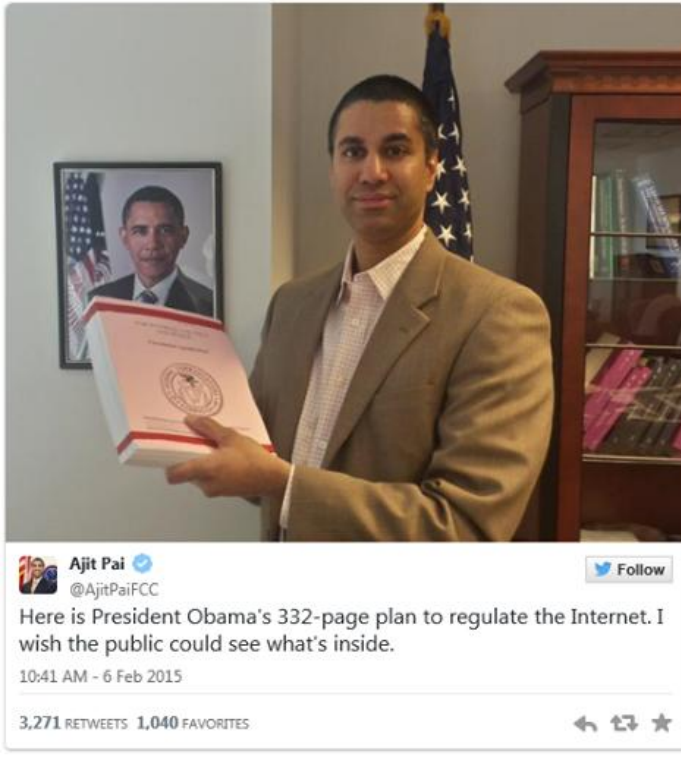 Ajit Pai
@AjitPaiFCC
Follow
Here is President Obama's 332-page plan to regulate the Internet. I
wish the public could see what's inside.
10:41 AM - 6 Feb 2015
3,271 RETWEETS 1,040 FAVORITES